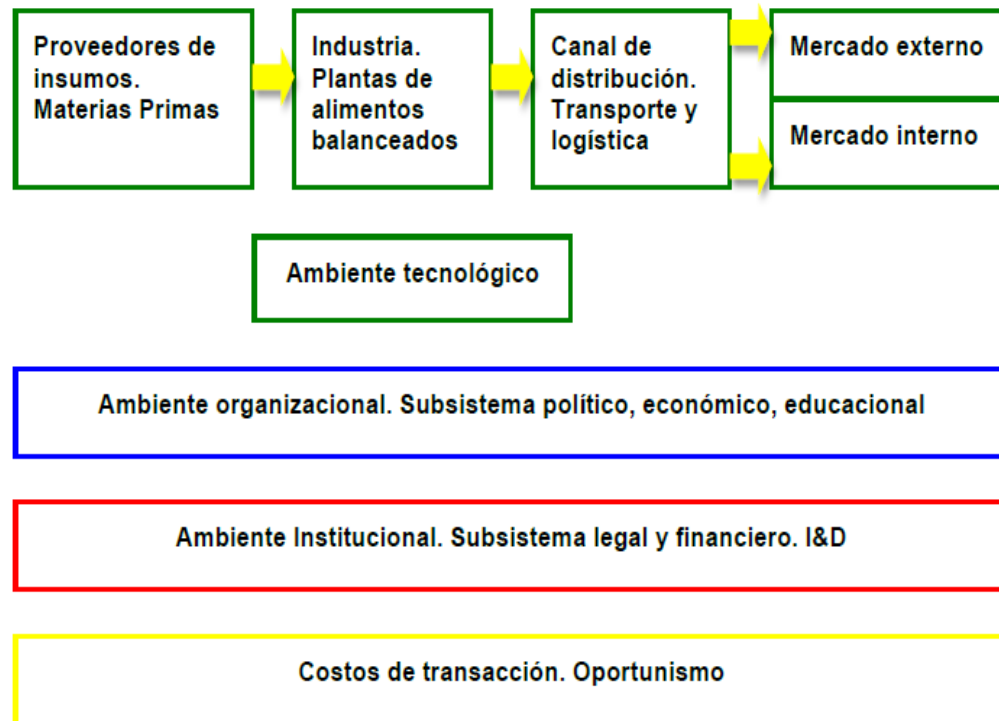 Proveedores de
insumos.
Materias Primas
Industria.
Plantas de
alimentos
balanceados
Canal de
distribución.
Transporte y
logística
Mercado externo
Mercado interno
Ambiente tecnológico
Ambiente organizacional. Subsistema político, económico, educacional
Ambiente Institucional. Subsistema legal y financiero. I&D
Costos de transacción. Oportunismo